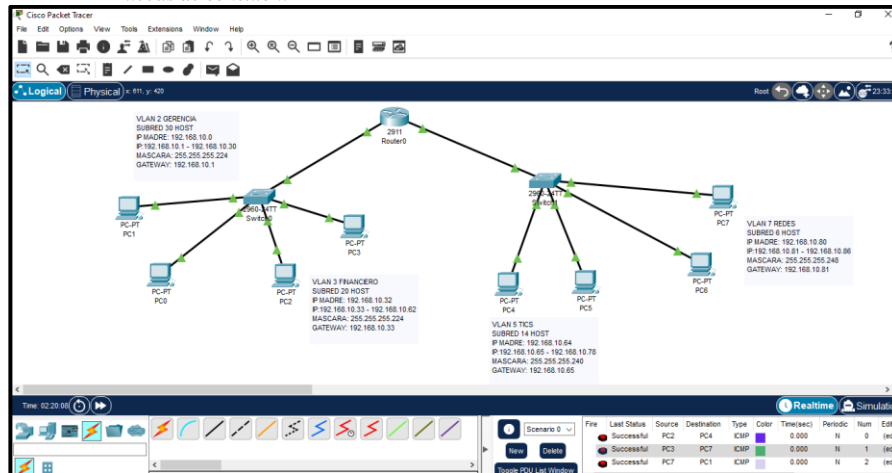 Cisco Packet Tracer
File Edit Options View Tools Extensions Window Help
Logical Physical x: 611, y: 420 Root 23:33:
VLAN 2 GERENCIA
SUBRED 30 HOST
IP MADRE: 192.168.10.0
IP:192.168.10.1 - 192.168.10.30
MASCARA: 255.255.255.224
GATEWAY: 192.168.10.1
2911
Router0
2960-24TT
Switch0
2960-24TT
PC-PT
PC1
PC-PT
PC3
PC-PT
PC0
PC-PT
PC2
PC-PT
PC7
PC-PT
PC4
PC-PT
PC5
PC-PT
PC6
VLAN 7 REDES
SUBRED 6 HOST
IP MADRE: 192.168.10.80
IP:192.168.10.81 - 192.168.10.86
MASCARA: 255.255.255.248
GATEWAY: 192.168.10.81
VLAN 3 FINANCIERO
SUBRED 20 HOST
IP MADRE: 192.168.10.32
IP:192.168.10.33 - 192.168.10.62
MASCARA: 255.255.255.224
GATEWAY: 192.168.10.33
VLAN 5 TICS
SUBRED 14 HOST
IP MADRE: 192.168.10.64
IP:192.168.10.65 - 192.168.10.78
MASCARA: 255.255.255.240
GATEWAY: 192.168.10.65
Time: 02:20:08 Realtime Simulati
Scenario 0
New Delete
Toggle PDU List Window
Fire Last Status Source Destination Type Color Time(sec) Periodic Num Edit
Successful PC2 PC4 ICMP 0.000 N 0 (ec
Successful PC3 PC7 ICMP 0.000 N 1 (ec
Successful PC7 PC1 ICMP 0.000 N 2 (ec